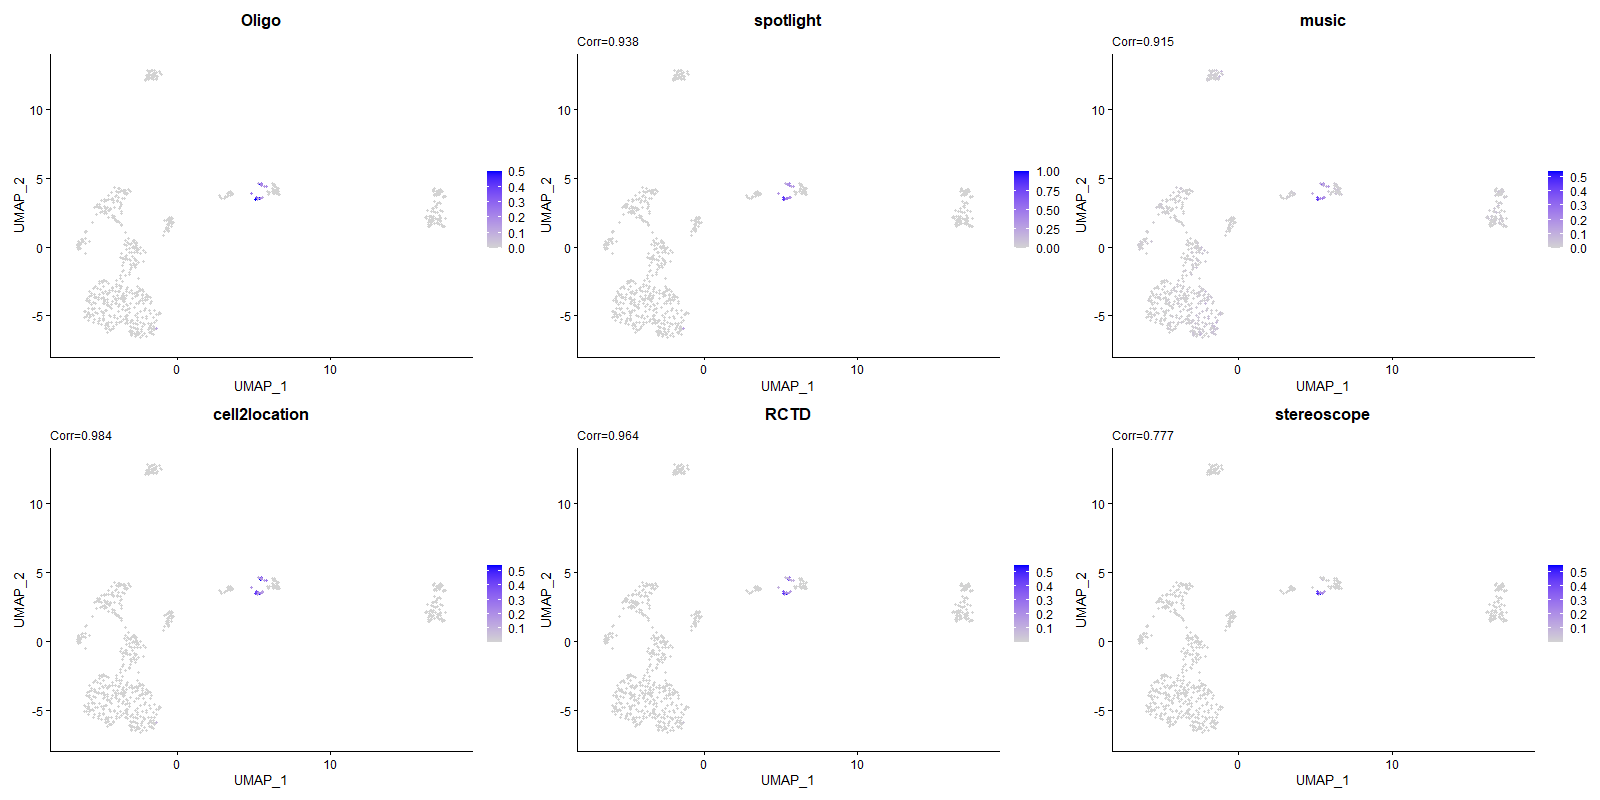 Oligo
10
5
0
-5
UMAP_2
0
10
UMAP_1
0.5
0.4
0.3
0.2
0.1
0.0
spotlight
Corr=0.938
10
5
0
-5
UMAP_2
0
10
UMAP_1
1.00
0.75
0.50
0.25
0.00
music
Corr=0.915
10
5
0
-5
UMAP_2
0
10
UMAP_1
0.5
0.4
0.3
0.2
0.1
0.0
cell2location
Corr=0.984
10
5
0
-5
UMAP_2
0
10
UMAP_1
0.5
0.4
0.3
0.2
0.1
RCTD
Corr=0.964
10
5
0
-5
UMAP_2
0
10
UMAP_1
0.5
0.4
0.3
0.2
0.1
stereoscope
Corr=0.777
10
5
0
-5
UMAP_2
0
10
UMAP_1
0.5
0.4
0.3
0.2
0.1